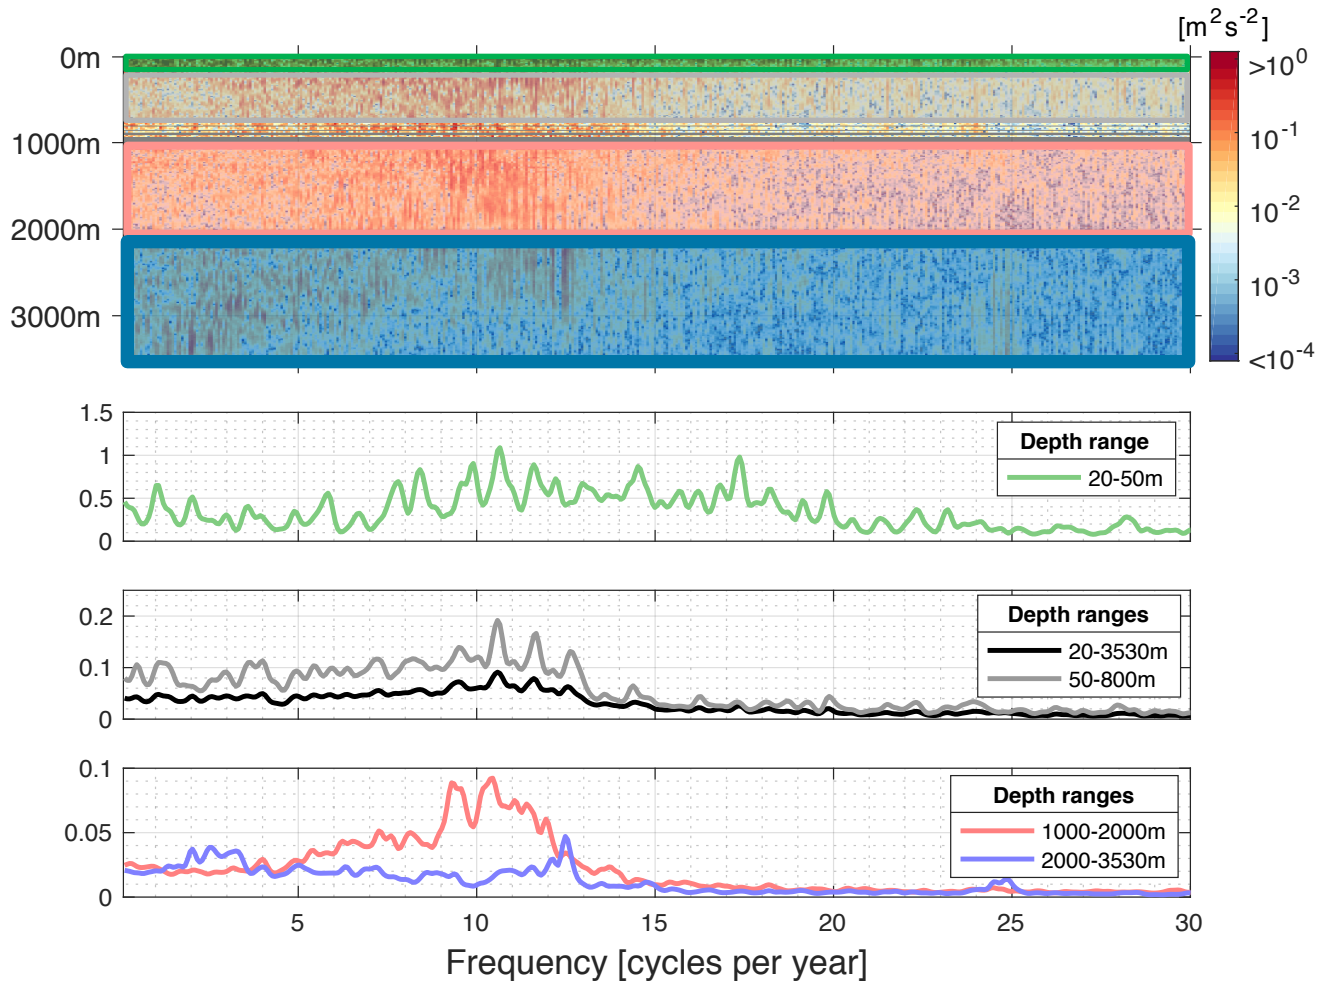 [m²s⁻²]
0m
1000m
2000m
3000m
>10⁰
10⁻¹
10⁻²
10⁻³
<10⁻⁴
1.5
1
0.5
0
Depth range
20-50m
0.2
0.1
0
Depth ranges
20-3530m
50-800m
0.1
0.05
0
Depth ranges
1000-2000m
2000-3530m
5 10 15 20 25 30
Frequency [cycles per year]